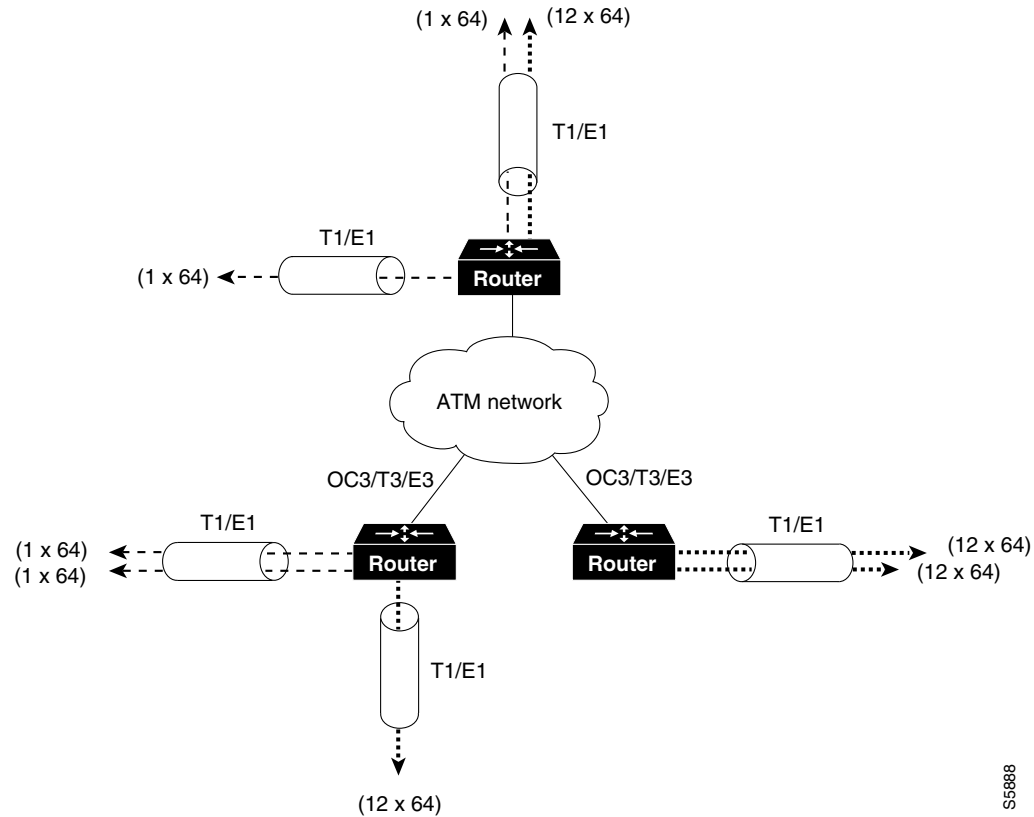 (1 x 64)
(12 x 64)
T1/E1
T1/E1
(1 x 64)
Router
ATM network
OC3/T3/E3
OC3/T3/E3
T1/E1
T1/E1
(1 x 64)
(1 x 64)
Router
Router
(12 x 64)
(12 x 64)
T1/E1
(12 x 64)
S5888